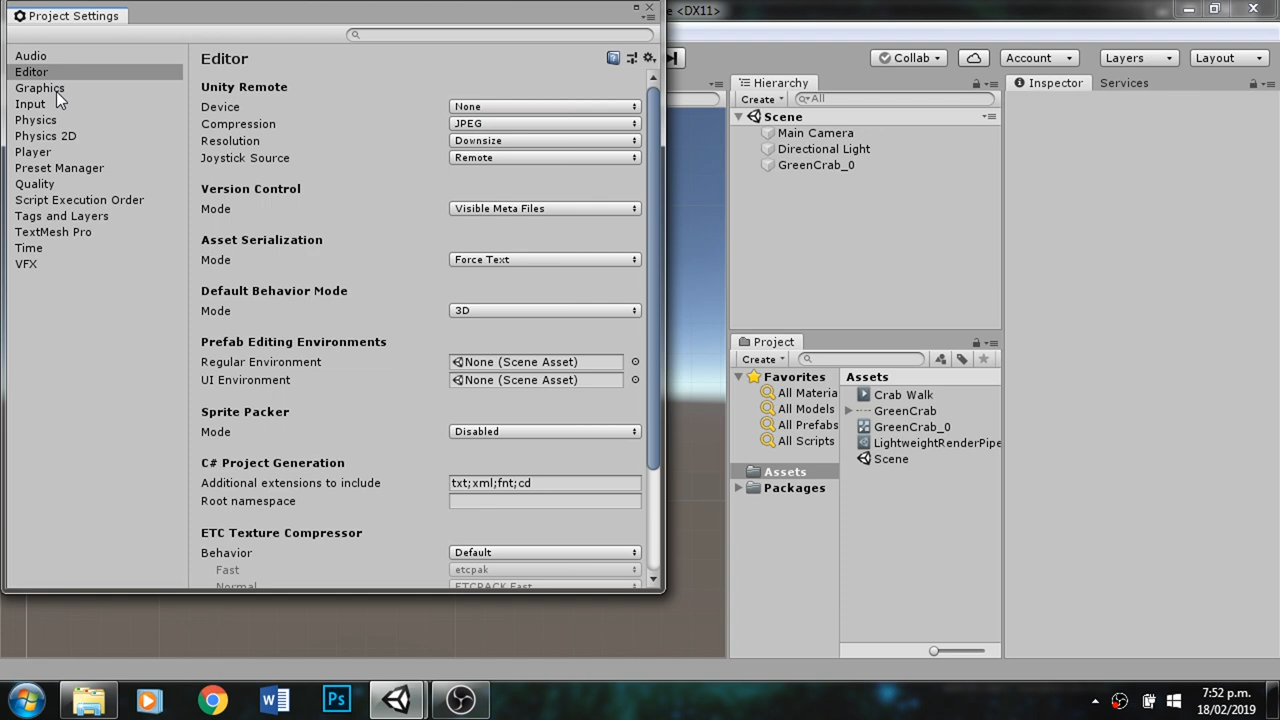 Project Settings
e <DX11>
Audio
Editor
Graphics
Input
Physics
Physics 2D
Player
Preset Manager
Quality
Script Execution Order
Tags and Layers
TextMesh Pro
Time
VFX
Editor
Unity Remote
Device None
Compression JPEG
Resolution Downsize
Joystick Source Remote
Version Control
Mode Visible Meta Files
Asset Serialization
Mode Force Text
Default Behavior Mode
Mode 3D
Prefab Editing Environments
Regular Environment None (Scene Asset)
UI Environment None (Scene Asset)
Sprite Packer
Mode Disabled
C# Project Generation
Additional extensions to include txt;xml;fnt;cd
Root namespace
ETC Texture Compressor
Behavior Default
Fast etcpak
Normal ETCPACK Fast
Collab Account Layers Layout
Hierarchy
Create All
Scene
Main Camera
Directional Light
GreenCrab_0
Inspector Services
Project
Create
Favorites
All Materia
All Models
All Prefabs
All Scripts
Assets
Packages
Assets
Crab Walk
GreenCrab
GreenCrab_0
LightweightRenderPipe
Scene
7:52 p.m.
18/02/2019